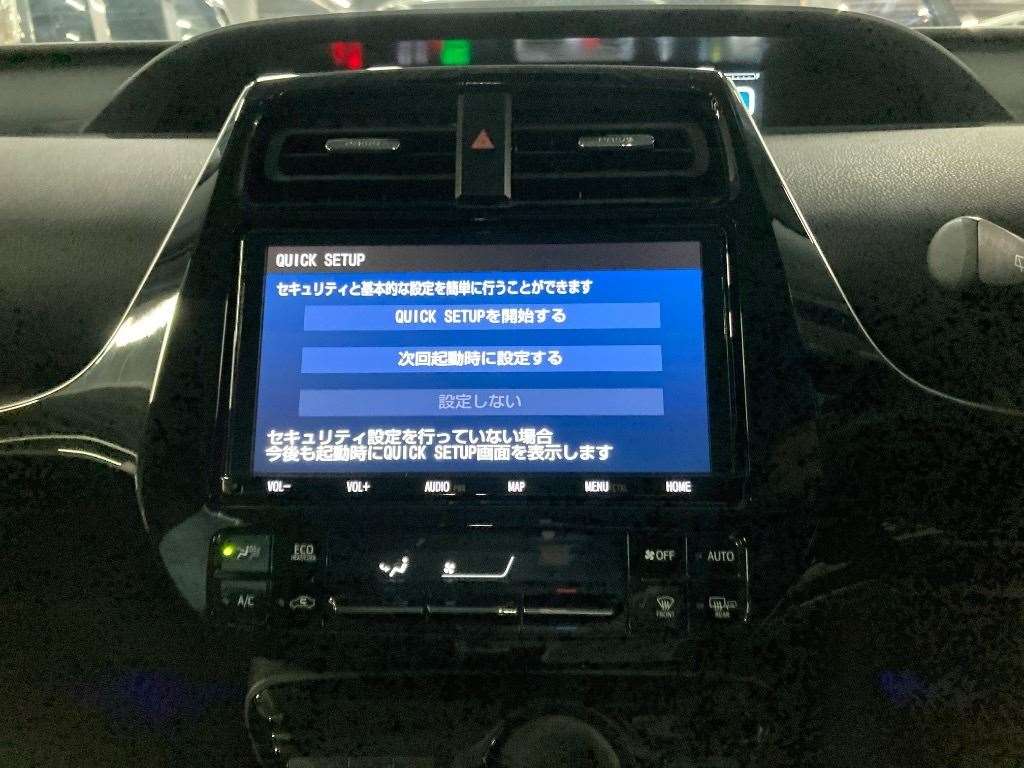 QUICK SETUP
セキュリティと基本的な設定を簡単に行うことができます
QUICK SETUPを開始する
次回起動時に設定する
設定しない
セキュリティ設定を行っていない場合
今後も起動時にQUICK SETUP画面を表示します
VOL- VOL+ AUDIO MAP MENU HOME
ECO OFF AUTO
A/C FRONT REAR